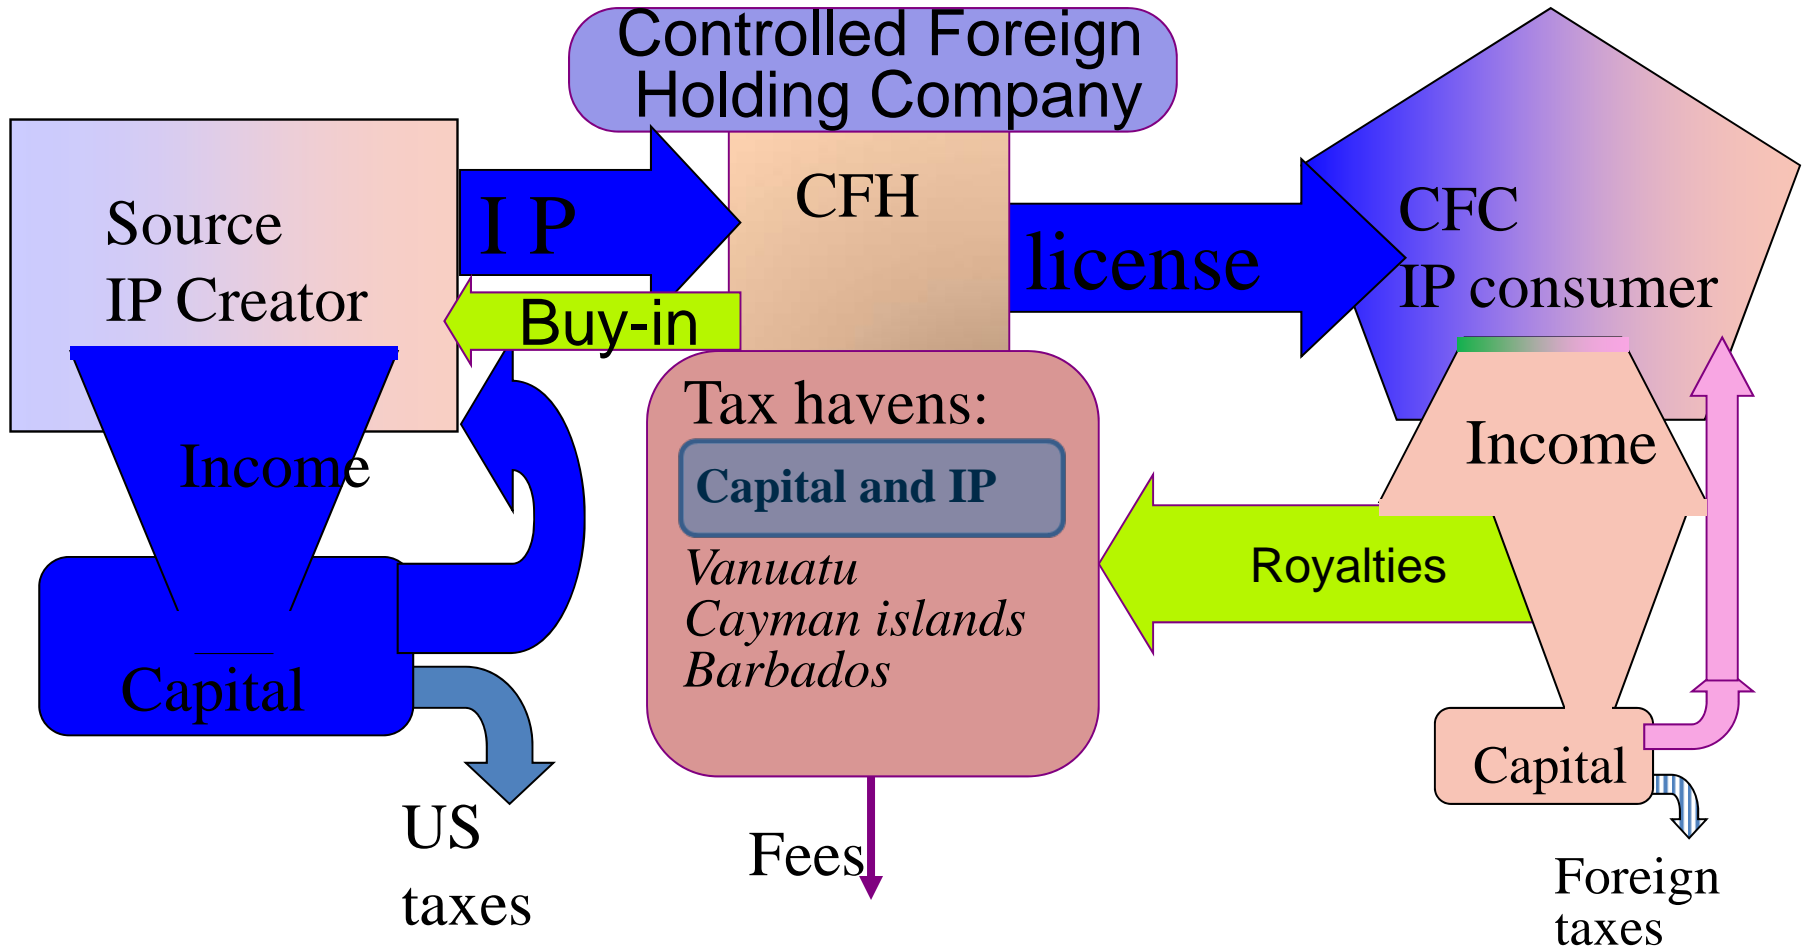 Controlled Foreign
Holding Company
Source
IP Creator
I P
Buy-in
CFH
license
CFC
IP consumer
Income
Capital
US
taxes
Tax havens:
Capital and IP
Vanuatu
Cayman islands
Barbados
Fees
Royalties
Income
Capital
Foreign
taxes